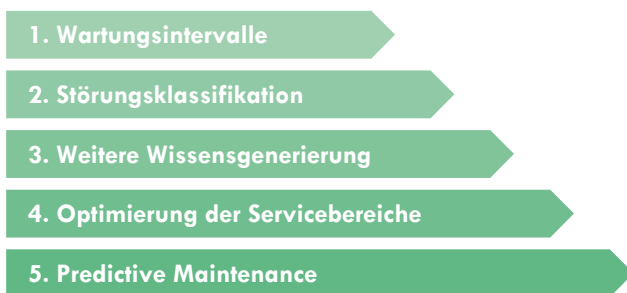 1. Wartungsintervalle
2. Störungsklassifikation
3. Weitere Wissensgenerierung
4. Optimierung der Servicebereiche
5. Predictive Maintenance